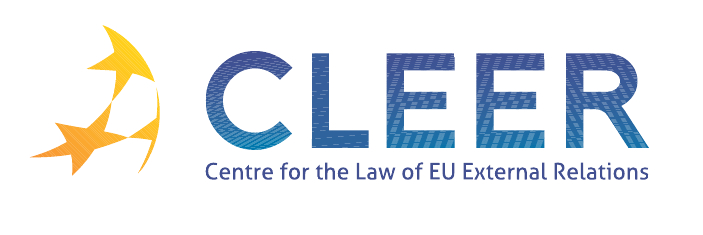 CLEER
Centre for the Law of EU External Relations